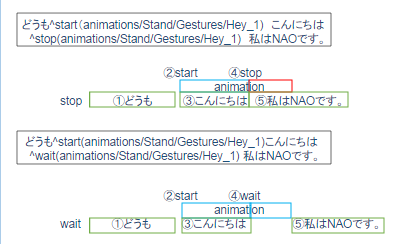 どうも^start(animations/Stand/Gestures/Hey_1) こんにちは
^stop(animations/Stand/Gestures/Hey_1) 私はNAOです。
②start ④stop
animation
stop ①どうも ③こんにちは ⑤私はNAOです。
どうも^start(animations/Stand/Gestures/Hey_1)こんにちは
^wait(animations/Stand/Gestures/Hey_1) 私はNAOです。
②start ④wait
animation
wait ①どうも ③こんにちは ⑤私はNAOです。